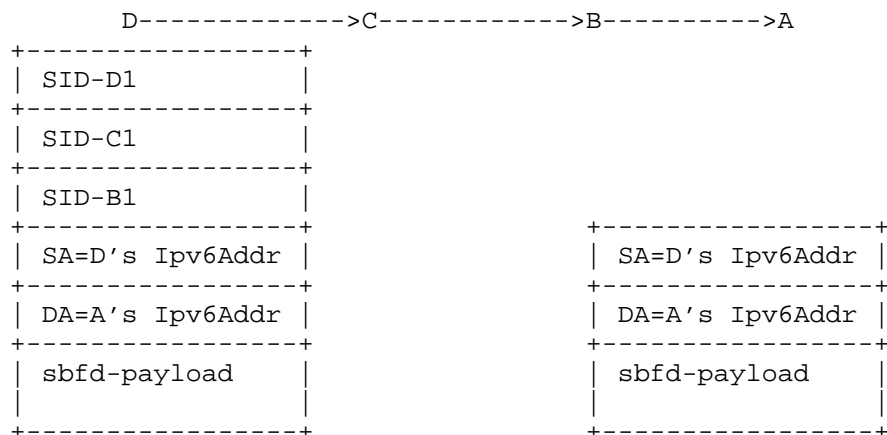 D------------->C------------>B---------->A
+-----------------+
| SID-D1          |
+-----------------+
| SID-C1          |
+-----------------+
| SID-B1          |
+-----------------+                  +-----------------+
| SA=D's Ipv6Addr |                  | SA=D's Ipv6Addr |
+-----------------+                  +-----------------+
| DA=A's Ipv6Addr |                  | DA=A's Ipv6Addr |
+-----------------+                  +-----------------+
| sbfd-payload    |                  | sbfd-payload    |
|                 |                  |                 |
+-----------------+                  +-----------------+